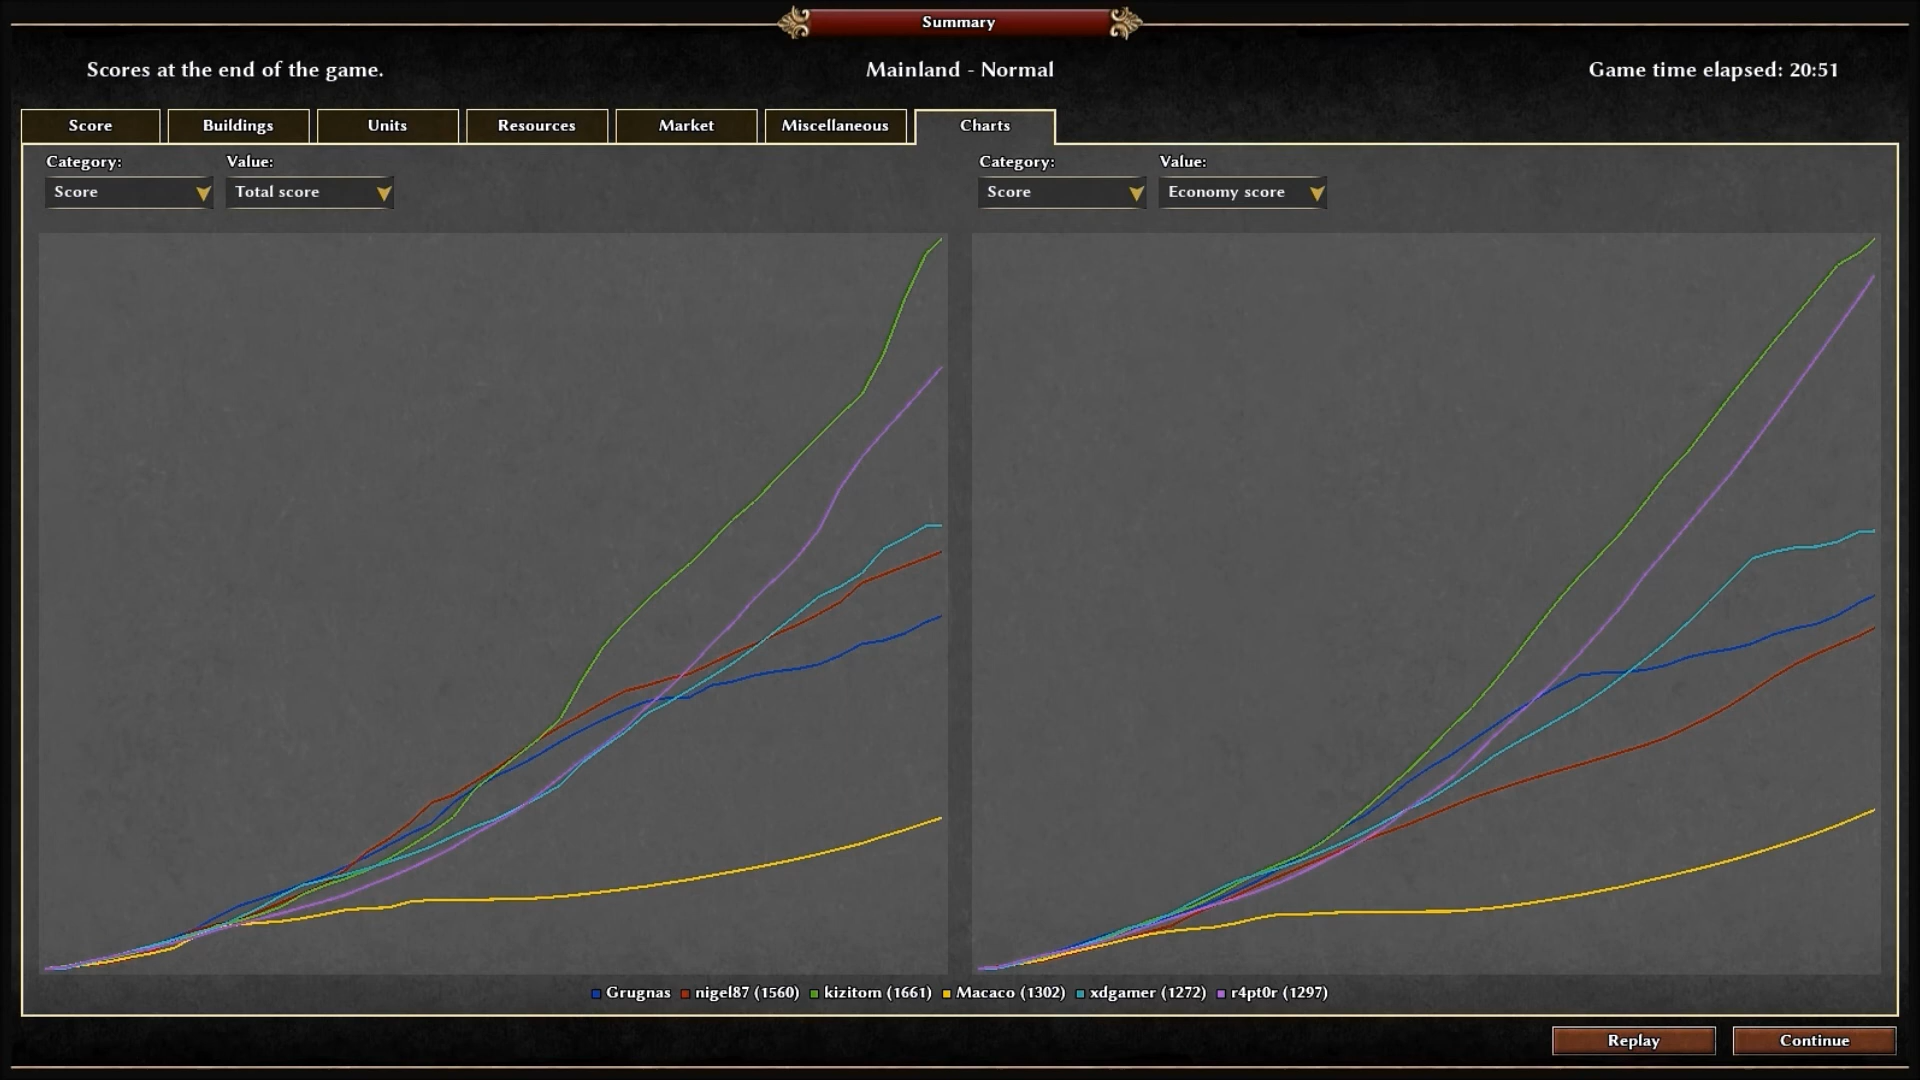 Summary
Scores at the end of the game.
Mainland - Normal
Game time elapsed: 20:51
Score
Buildings
Units
Resources
Market
Miscellaneous
Charts
Category:
Value:
Score
Total score
Category:
Value:
Score
Economy score
Grugnas nigel87 (1560) kizitom (1661) Macaco (1302) xdgamer (1272) r4pt0r (1297)
Replay
Continue